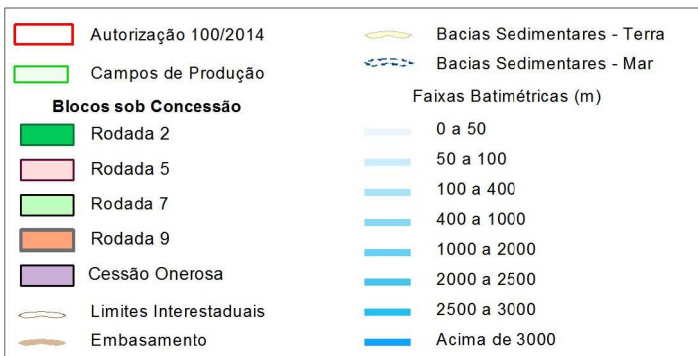 Autorização 100/2014
Campos de Produção
Blocos sob Concessão
Rodada 2
Rodada 5
Rodada 7
Rodada 9
Cessão Onerosa
Limites Interestaduais
Embasamento
Bacias Sedimentares - Terra
Bacias Sedimentares - Mar
Faixas Batimétricas (m)
0 a 50
50 a 100
100 a 400
400 a 1000
1000 a 2000
2000 a 2500
2500 a 3000
Acima de 3000